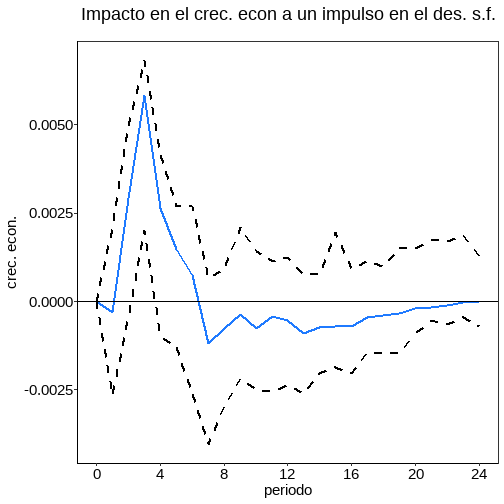 Impacto en el crec. econ a un impulso en el des. s.f.
crec. econ.
0.0050
0.0025
0.0000
-0.0025
0 4 8 12 16 20 24
periodo